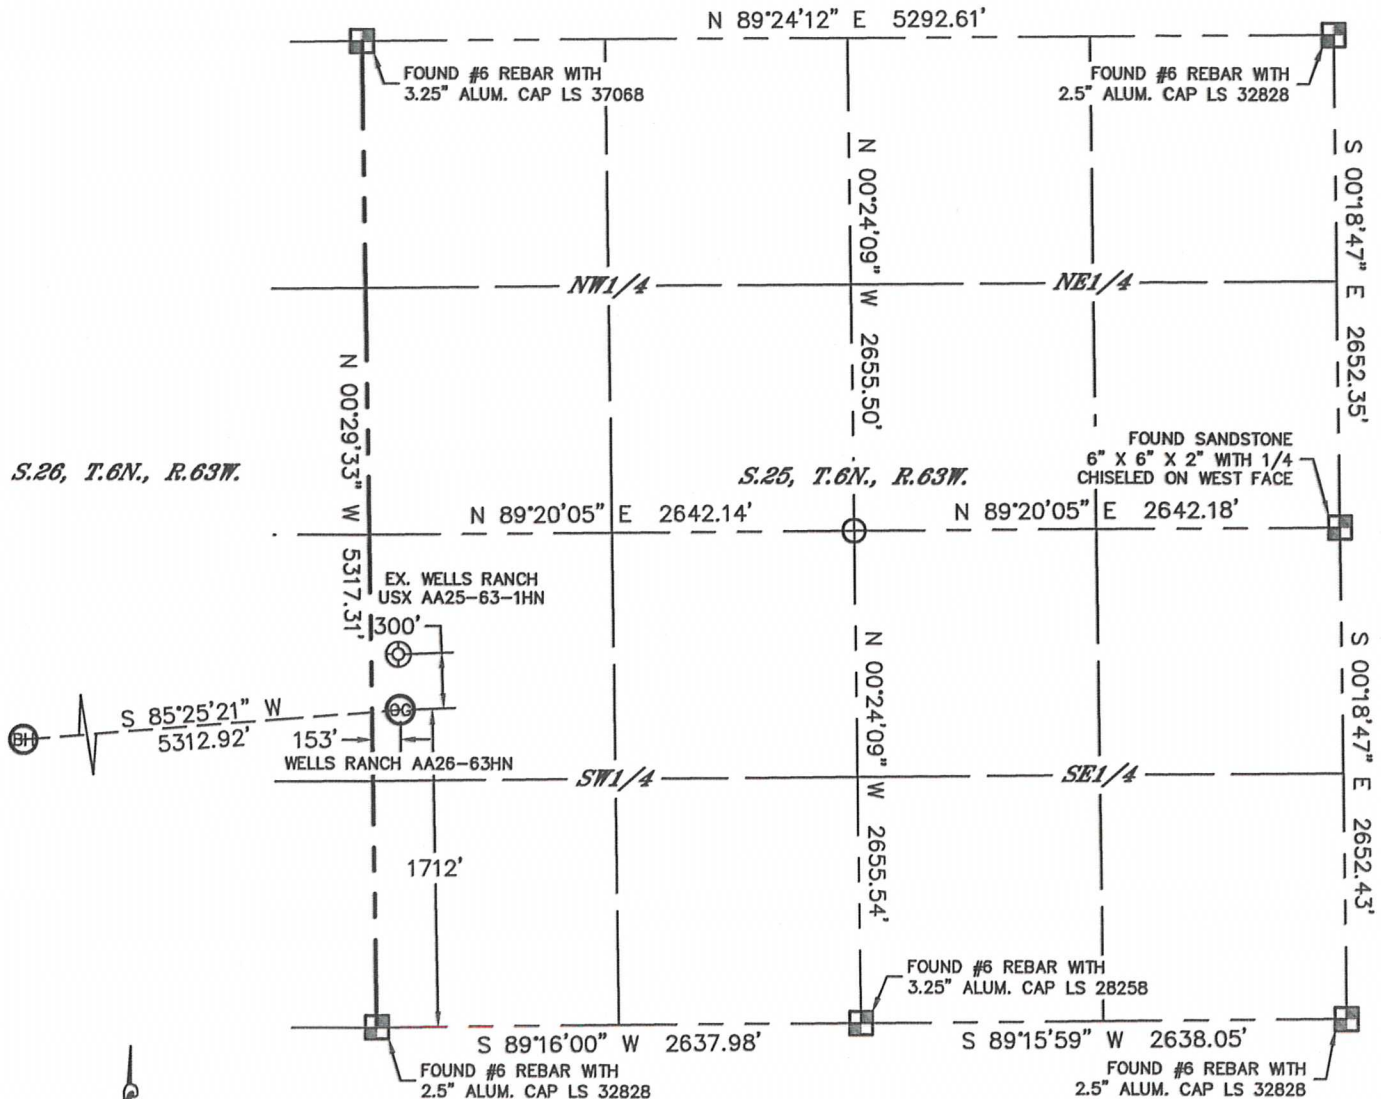 N 89°24'12" E 5292.61'
FOUND #6 REBAR WITH
3.25" ALUM. CAP LS 37068
FOUND #6 REBAR WITH
2.5" ALUM. CAP LS 32828
N 00°24'09" W 2655.50'
S 00°18'47" E 2652.35'
NW1/4
NE1/4
N 00°29'33" W 5317.31'
FOUND SANDSTONE
6" X 6" X 2" WITH 1/4
CHISELED ON WEST FACE
S.26, T.6N., R.63W.
S.25, T.6N., R.63W.
N 89°20'05" E 2642.14'
N 89°20'05" E 2642.18'
EX. WELLS RANCH
USX AA25-63-1HN
300'
N 00°24'09" W 2655.54'
S 00°18'47" E 2652.43'
OG
S 85°25'21" W
5312.92'
BH
153'
WELLS RANCH AA26-63HN
SW1/4
SE1/4
1712'
FOUND #6 REBAR WITH
3.25" ALUM. CAP LS 28258
S 89°16'00" W 2637.98'
S 89°15'59" W 2638.05'
FOUND #6 REBAR WITH
2.5" ALUM. CAP LS 32828
FOUND #6 REBAR WITH
2.5" ALUM. CAP LS 32828